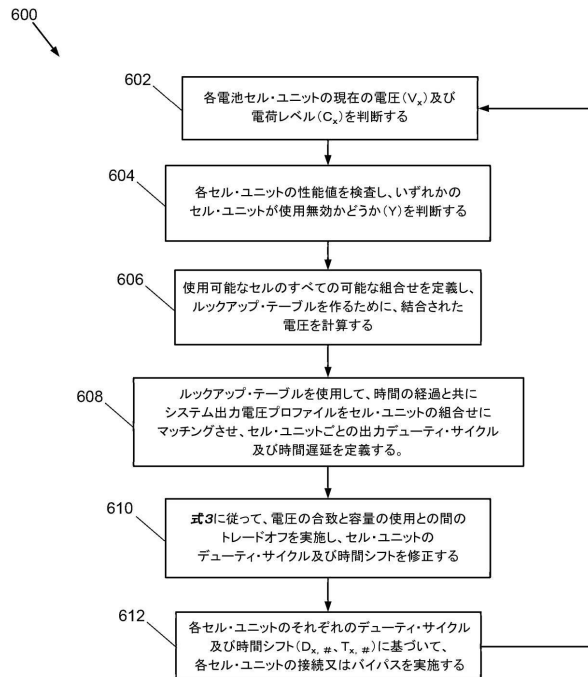 600
602
各電池セル・ユニットの現在の電圧(Vx)及び
電荷レベル(Cx)を判断する
604
各セル・ユニットの性能値を検査し、いずれかの
セル・ユニットが使用無効かどうか(Y)を判断する
606
使用可能なセルのすべての可能な組合せを定義し、
ルックアップ・テーブルを作るために、結合された
電圧を計算する
608
ルックアップ・テーブルを使用して、時間の経過と共に
システム出力電圧プロファイルをセル・ユニットの組合せに
マッチングさせ、セル・ユニットごとの出力デューティ・サイクル
及び時間遅延を定義する。
610
式3に従って、電圧の合致と容量の使用との間の
トレードオフを実施し、セル・ユニットの
デューティ・サイクル及び時間シフトを修正する
612
各セル・ユニットのそれぞれのデューティ・サイクル
及び時間シフト(Dx, #、Tx, #)に基づいて、
各セル・ユニットの接続又はバイパスを実施する